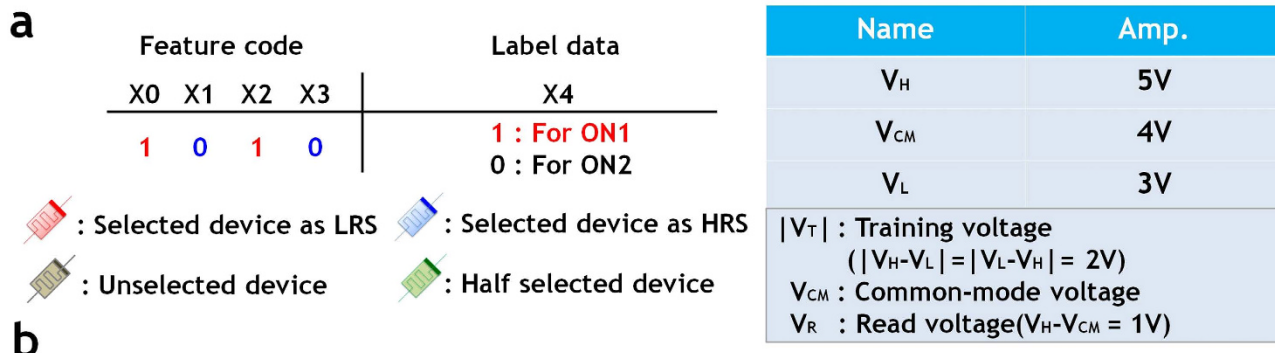 a
Feature code Label data
X0 X1 X2 X3 X4
1 0 1 0
1 : For ON1
0 : For ON2
: Selected device as LRS : Selected device as HRS
: Unselected device : Half selected device
b
Name Amp.
VH 5V
VCM 4V
VL 3V
|VT| : Training voltage
(|VH-VL|=|VL-VH|= 2V)
VCM : Common-mode voltage
VR : Read voltage(VH-VCM = 1V)